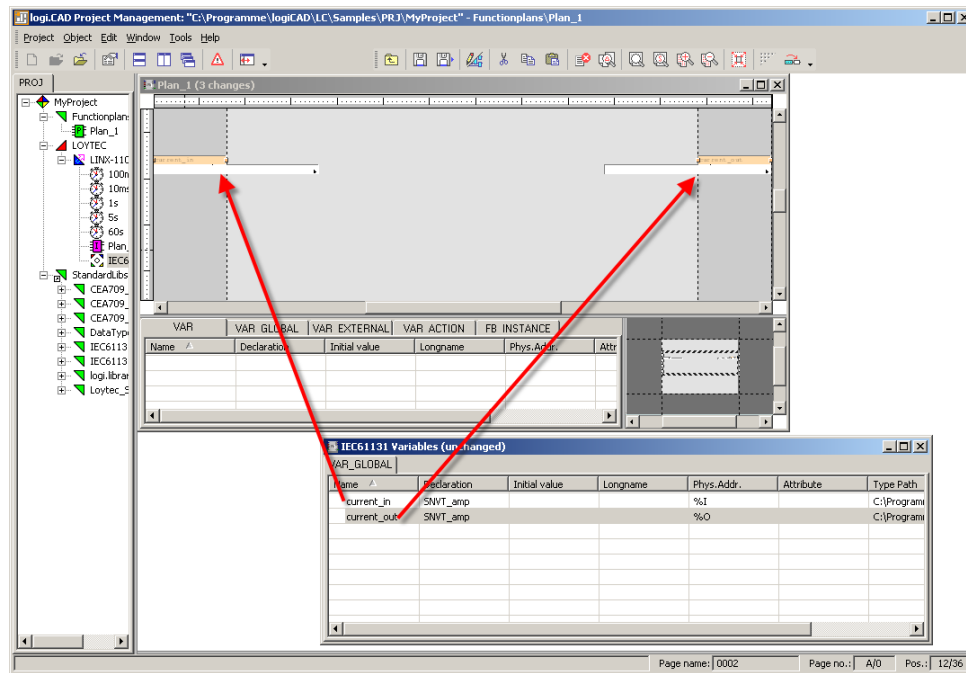 logi.CAD Project Management: "C:\Programme\logiCAD\LC\Samples\PRJ\MyProject" - Functionplans\Plan_1
Project Object Edit Window Tools Help
PROJ
MyProject
Functionplan
Plan_1
LOYTEC
LINX-110
100m
10ms
1s
5s
60s
Plan_
IEC6
StandardLibs
CEA709_
CEA709_
CEA709_
DataTyp
IEC6113
IEC6113
logi.librar
Loytec_S
Plan_1 (3 changes)
VAR VAR GLOBAL VAR EXTERNAL VAR ACTION FB INSTANCE
Name Declaration Initial value Longname Phys.Addr. Attr
IEC61131 Variables (unchanged)
VAR_GLOBAL
Name Declaration Initial value Longname Phys.Addr. Attribute Type Path
current_in SNVT_amp %I C:\Program
current_out SNVT_amp %O C:\Program
Page name: 0002 Page no.: A/0 Pos.: 12/36